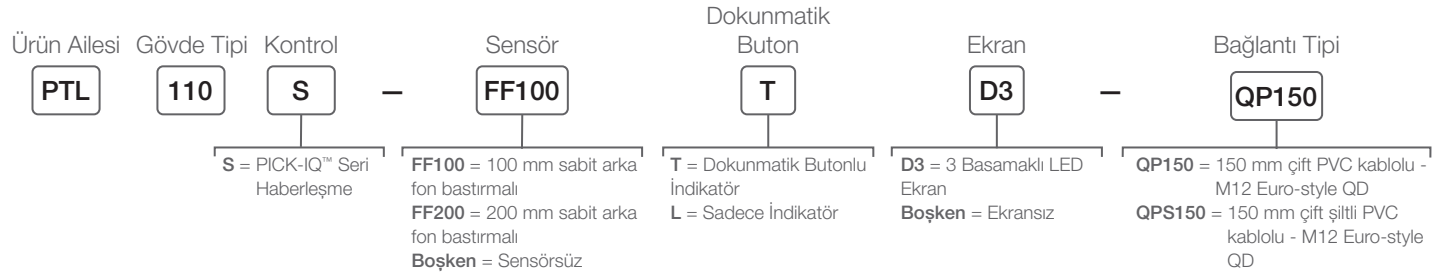 Ürün Ailesi
Gövde Tipi
Kontrol
Sensör
Dokunmatik
Buton
Ekran
Bağlantı Tipi
PTL
110
S
–
FF100
T
D3
–
QP150
S = PICK-IQ™ Seri
Haberleşme
FF100 = 100 mm sabit arka
fon bastırmalı
FF200 = 200 mm sabit arka
fon bastırmalı
Boşken = Sensörsüz
T = Dokunmatik Butonlu
İndikatör
L = Sadece İndikatör
D3 = 3 Basamaklı LED
Ekran
Boşken = Ekransız
QP150 = 150 mm çift PVC kablolu -
M12 Euro-style QD
QPS150 = 150 mm çift şiltli PVC
kablolu - M12 Euro-style
QD